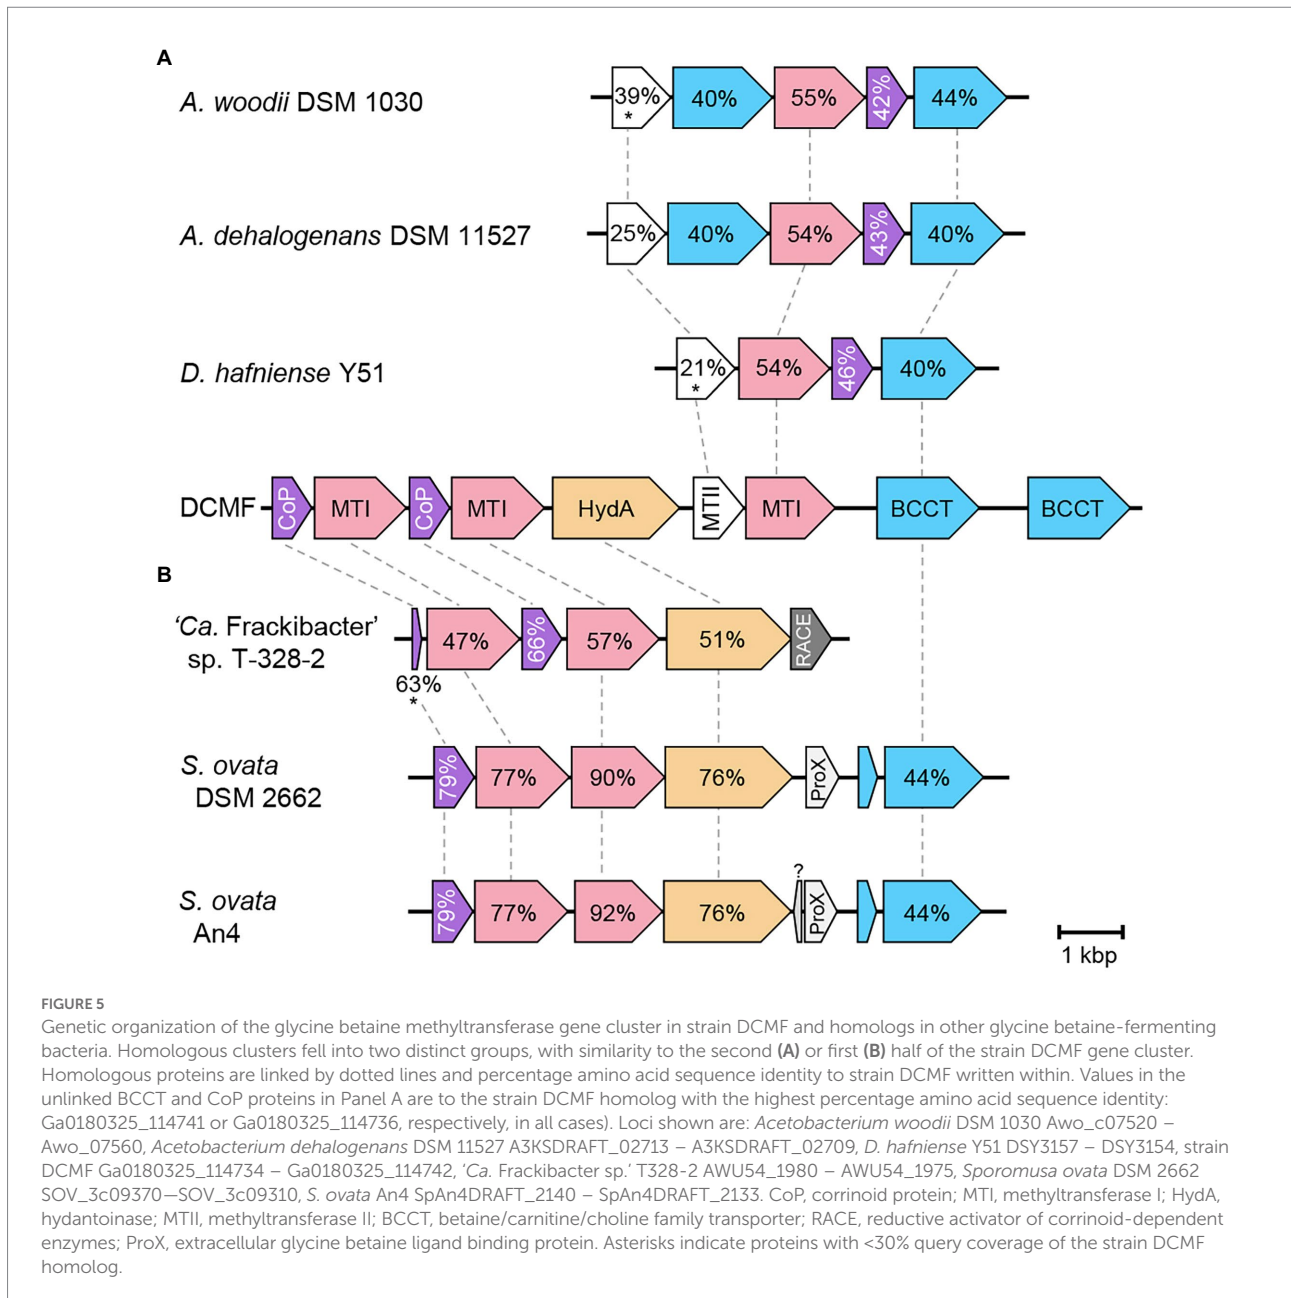 A
A. woodii DSM 1030
39%
*
40%
55%
42%
44%
A. dehalogenans DSM 11527
25%
40%
54%
43%
40%
D. hafniense Y51
21%
*
54%
46%
40%
DCMF
CoP
MTI
CoP
MTI
HydA
MTII
MTI
BCCT
BCCT
B
‘Ca. Frackibacter’
sp. T-328-2
63%
*
47%
66%
57%
51%
RACE
S. ovata
DSM 2662
79%
77%
90%
76%
ProX
44%
S. ovata
An4
79%
77%
92%
76%
?
ProX
44%
1 kbp
FIGURE 5
Genetic organization of the glycine betaine methyltransferase gene cluster in strain DCMF and homologs in other glycine betaine-fermenting
bacteria. Homologous clusters fell into two distinct groups, with similarity to the second (A) or first (B) half of the strain DCMF gene cluster.
Homologous proteins are linked by dotted lines and percentage amino acid sequence identity to strain DCMF written within. Values in the
unlinked BCCT and CoP proteins in Panel A are to the strain DCMF homolog with the highest percentage amino acid sequence identity:
Ga0180325_114741 or Ga0180325_114736, respectively, in all cases). Loci shown are: Acetobacterium woodii DSM 1030 Awo_c07520 –
Awo_07560, Acetobacterium dehalogenans DSM 11527 A3KSDRAFT_02713 – A3KSDRAFT_02709, D. hafniense Y51 DSY3157 – DSY3154, strain
DCMF Ga0180325_114734 – Ga0180325_114742, ‘Ca. Frackibacter sp.’ T328-2 AWU54_1980 – AWU54_1975, Sporomusa ovata DSM 2662
SOV_3c09370—SOV_3c09310, S. ovata An4 SpAn4DRAFT_2140 – SpAn4DRAFT_2133. CoP, corrinoid protein; MTI, methyltransferase I; HydA,
hydantoinase; MTII, methyltransferase II; BCCT, betaine/carnitine/choline family transporter; RACE, reductive activator of corrinoid-dependent
enzymes; ProX, extracellular glycine betaine ligand binding protein. Asterisks indicate proteins with <30% query coverage of the strain DCMF
homolog.